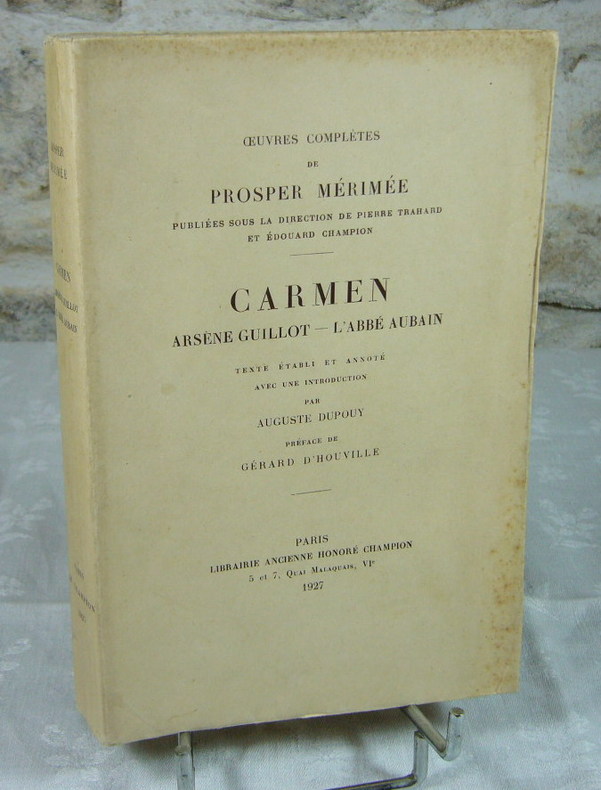 ŒUVRES COMPLÈTES
DE
PROSPER MÉRIMÉE
PUBLIÉES SOUS LA DIRECTION DE PIERRE TRAHARD
ET ÉDOUARD CHAMPION
CARMEN
ARSÈNE GUILLOT — L'ABBÉ AUBAIN
TEXTE ÉTABLI ET ANNOTÉ
AVEC UNE INTRODUCTION
PAR
AUGUSTE DUPOUY
PRÉFACE DE
GÉRARD D'HOUVILLE
PARIS
LIBRAIRIE ANCIENNE HONORÉ CHAMPION
5 et 7, Quai Malaquais, VIe
1927